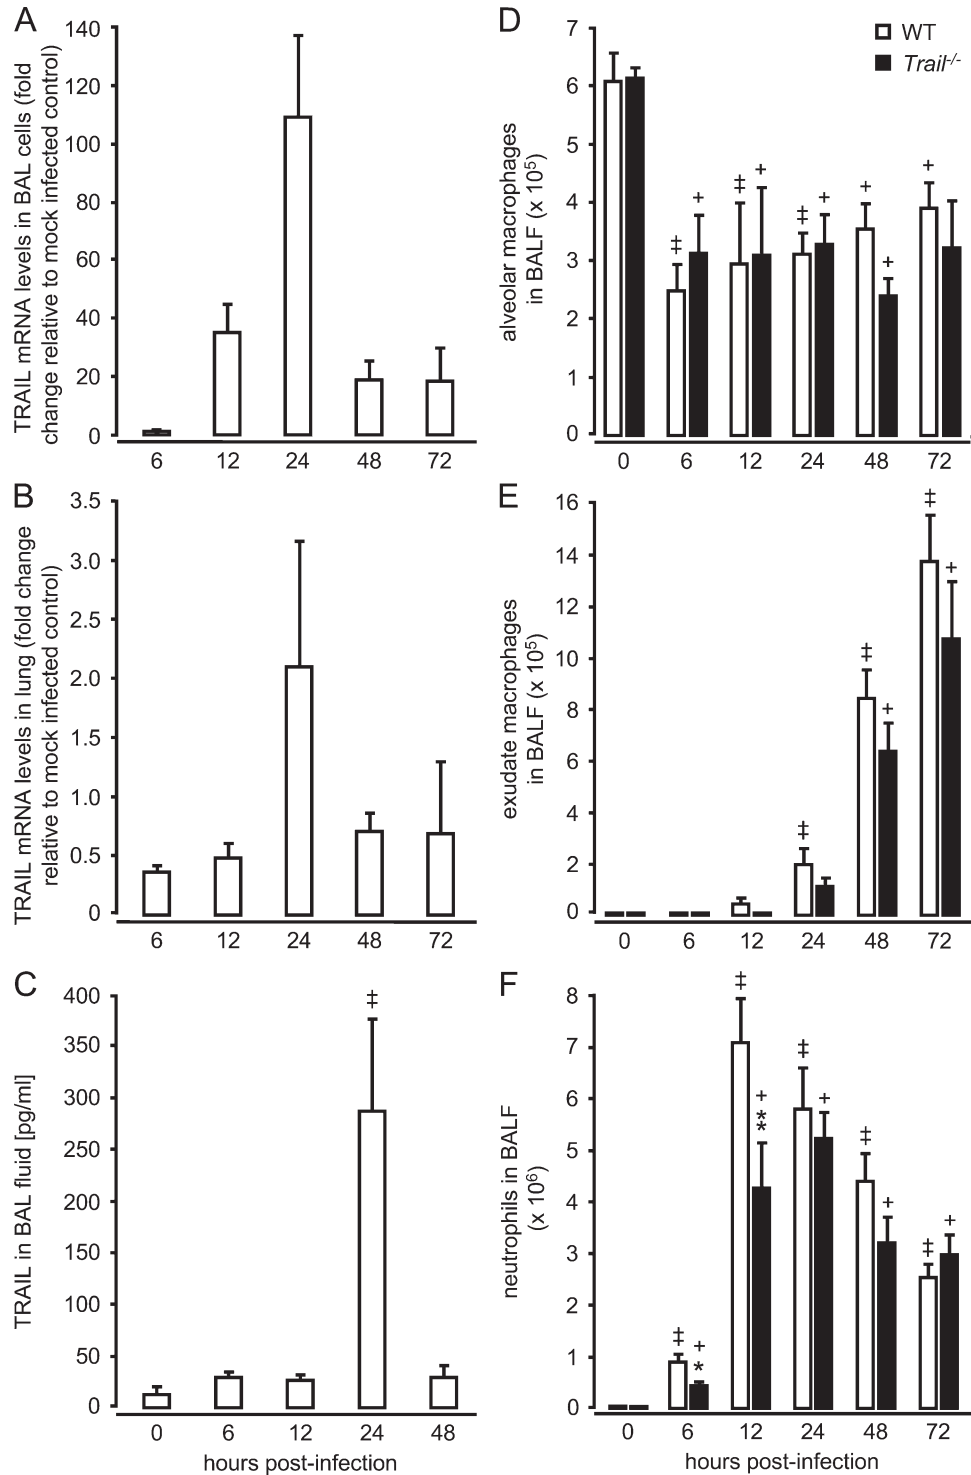 A
TRAIL mRNA levels in BAL cells (fold
change relative to mock infected control)
140
120
100
80
60
40
20
0
6 12 24 48 72
B
TRAIL mRNA levels in lung (fold change
relative to mock infected control)
3.5
3.0
2.5
2.0
1.5
1.0
0.5
0
6 12 24 48 72
C
TRAIL in BAL fluid [pg/ml]
400
350
300
250
200
150
100
50
0
‡
0 6 12 24 48
hours post-infection
D
WT
Trail-/-
alveolar macrophages
in BALF (x 10⁵)
7
6
5
4
3
2
1
0
‡ + ‡ + ‡ + + + +
0 6 12 24 48 72
E
exudate macrophages
in BALF (x 10⁵)
16
14
12
10
8
6
4
2
0
‡ ‡ + ‡ +
0 6 12 24 48 72
F
neutrophils in BALF
(x 10⁶)
8
7
6
5
4
3
2
1
0
‡ + * ‡ + ** ‡ + ‡ + ‡ +
0 6 12 24 48 72
hours post-infection